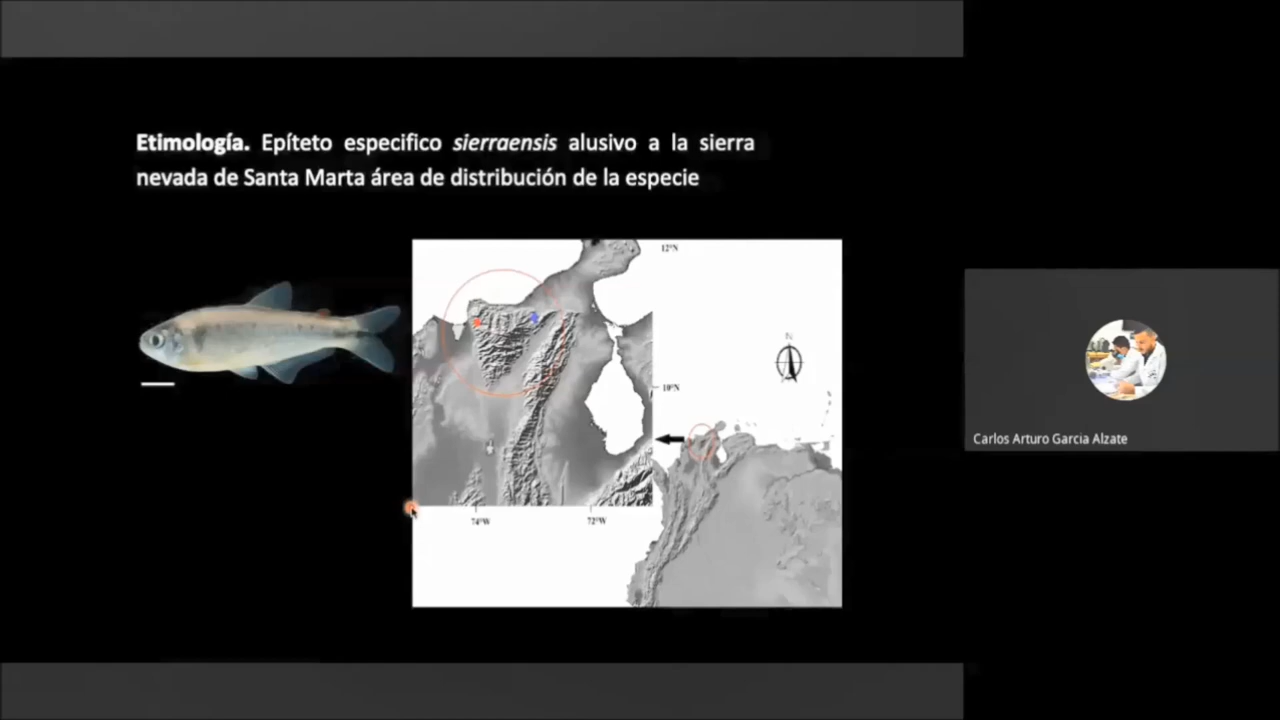 Etimología. Epíteto especifico sierraensis alusivo a la sierra
nevada de Santa Marta área de distribución de la especie
12°N
N
10°N
74°W
72°W
Carlos Arturo Garcia Alzate